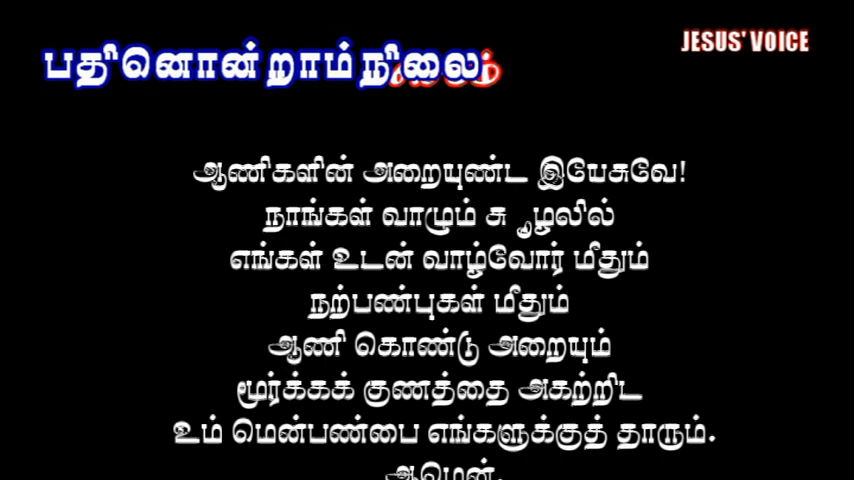 JESUS' VOICE
பதினொன்றாம்நிலை
ஆணிகளின் அறையுண்ட இயேசுவே!
நாங்கள் வாழும் சூழலில்
எங்கள் உடன் வாழ்வோர் மீதும்
நற்பண்புகள் மீதும்
ஆணி கொண்டு அறையும்
மூர்க்கக் குணத்தை அகற்றிட
உம் மென்பண்பை எங்களுக்குத் தாரும்.
ஆமென்.